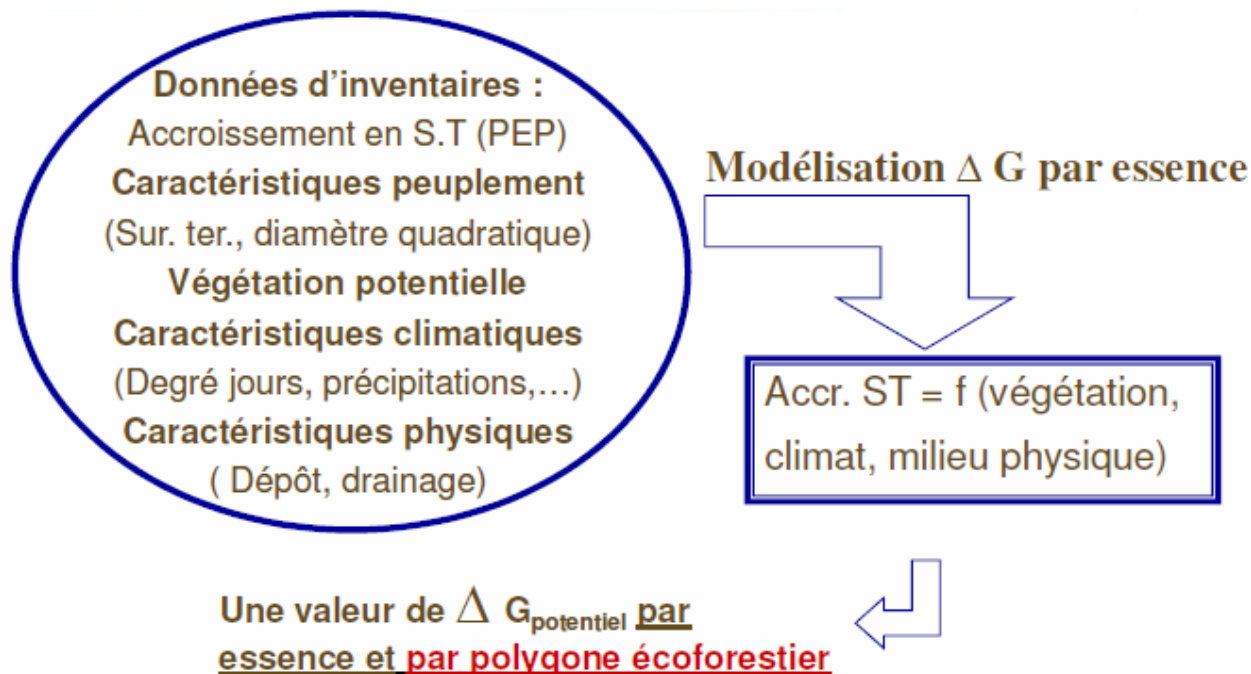 Données d'inventaires :
Accroissement en S.T (PEP)
Caractéristiques peuplement
(Sur. ter., diamètre quadratique)
Végétation potentielle
Caractéristiques climatiques
(Degré jours, précipitations,...)
Caractéristiques physiques
( Dépôt, drainage)
Modélisation Δ G par essence
Accr. ST = f (végétation,
climat, milieu physique)
Une valeur de Δ Gpotentiel par
essence et par polygone écoforestier